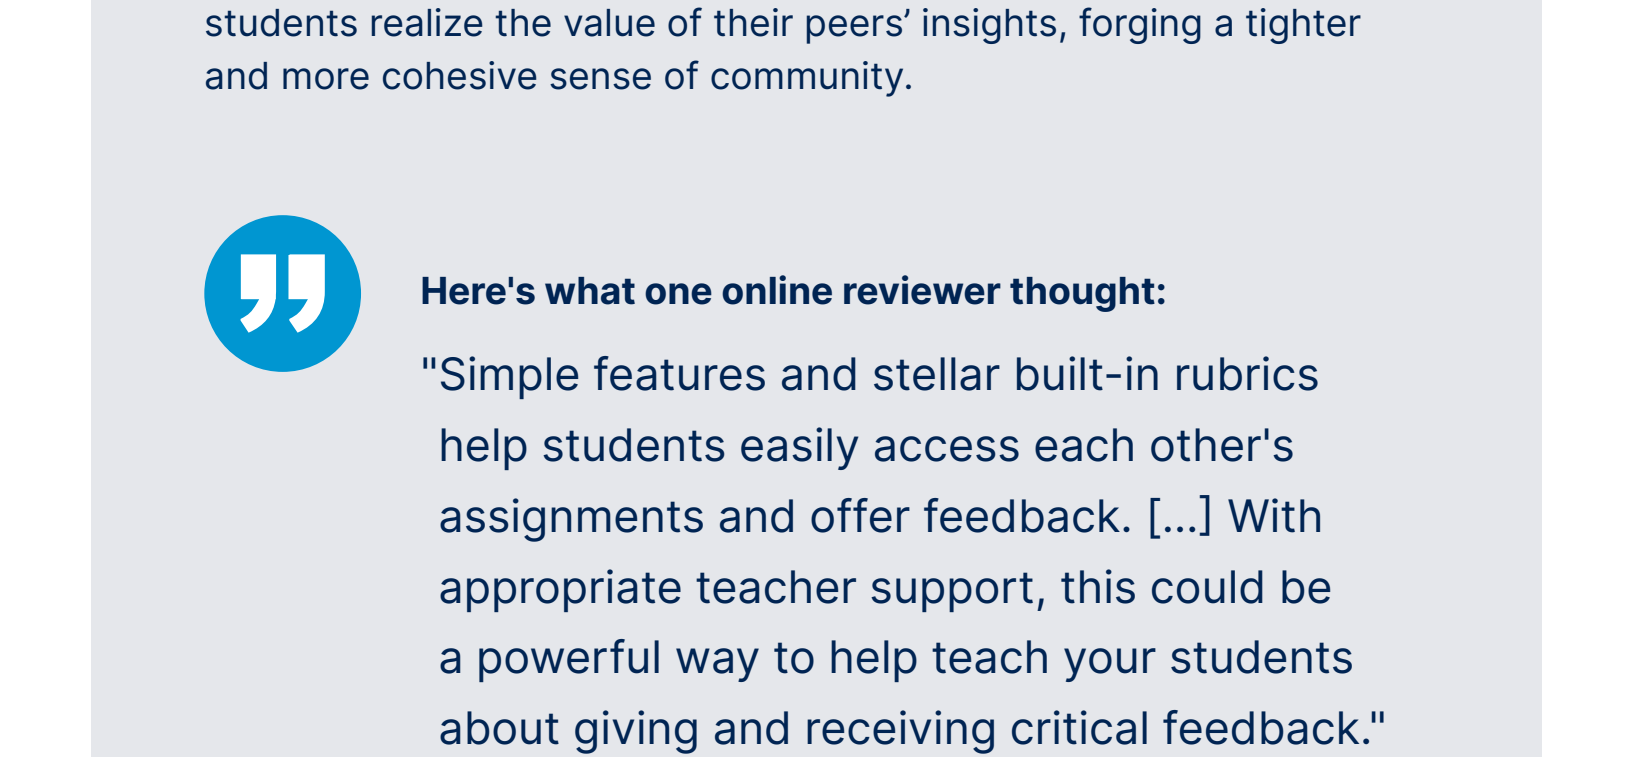 students realize the value of their peers’ insights, forging a tighter
and more cohesive sense of community.
Here's what one online reviewer thought:
"Simple features and stellar built-in rubrics
help students easily access each other's
assignments and offer feedback. [...] With
appropriate teacher support, this could be
a powerful way to help teach your students
about giving and receiving critical feedback."